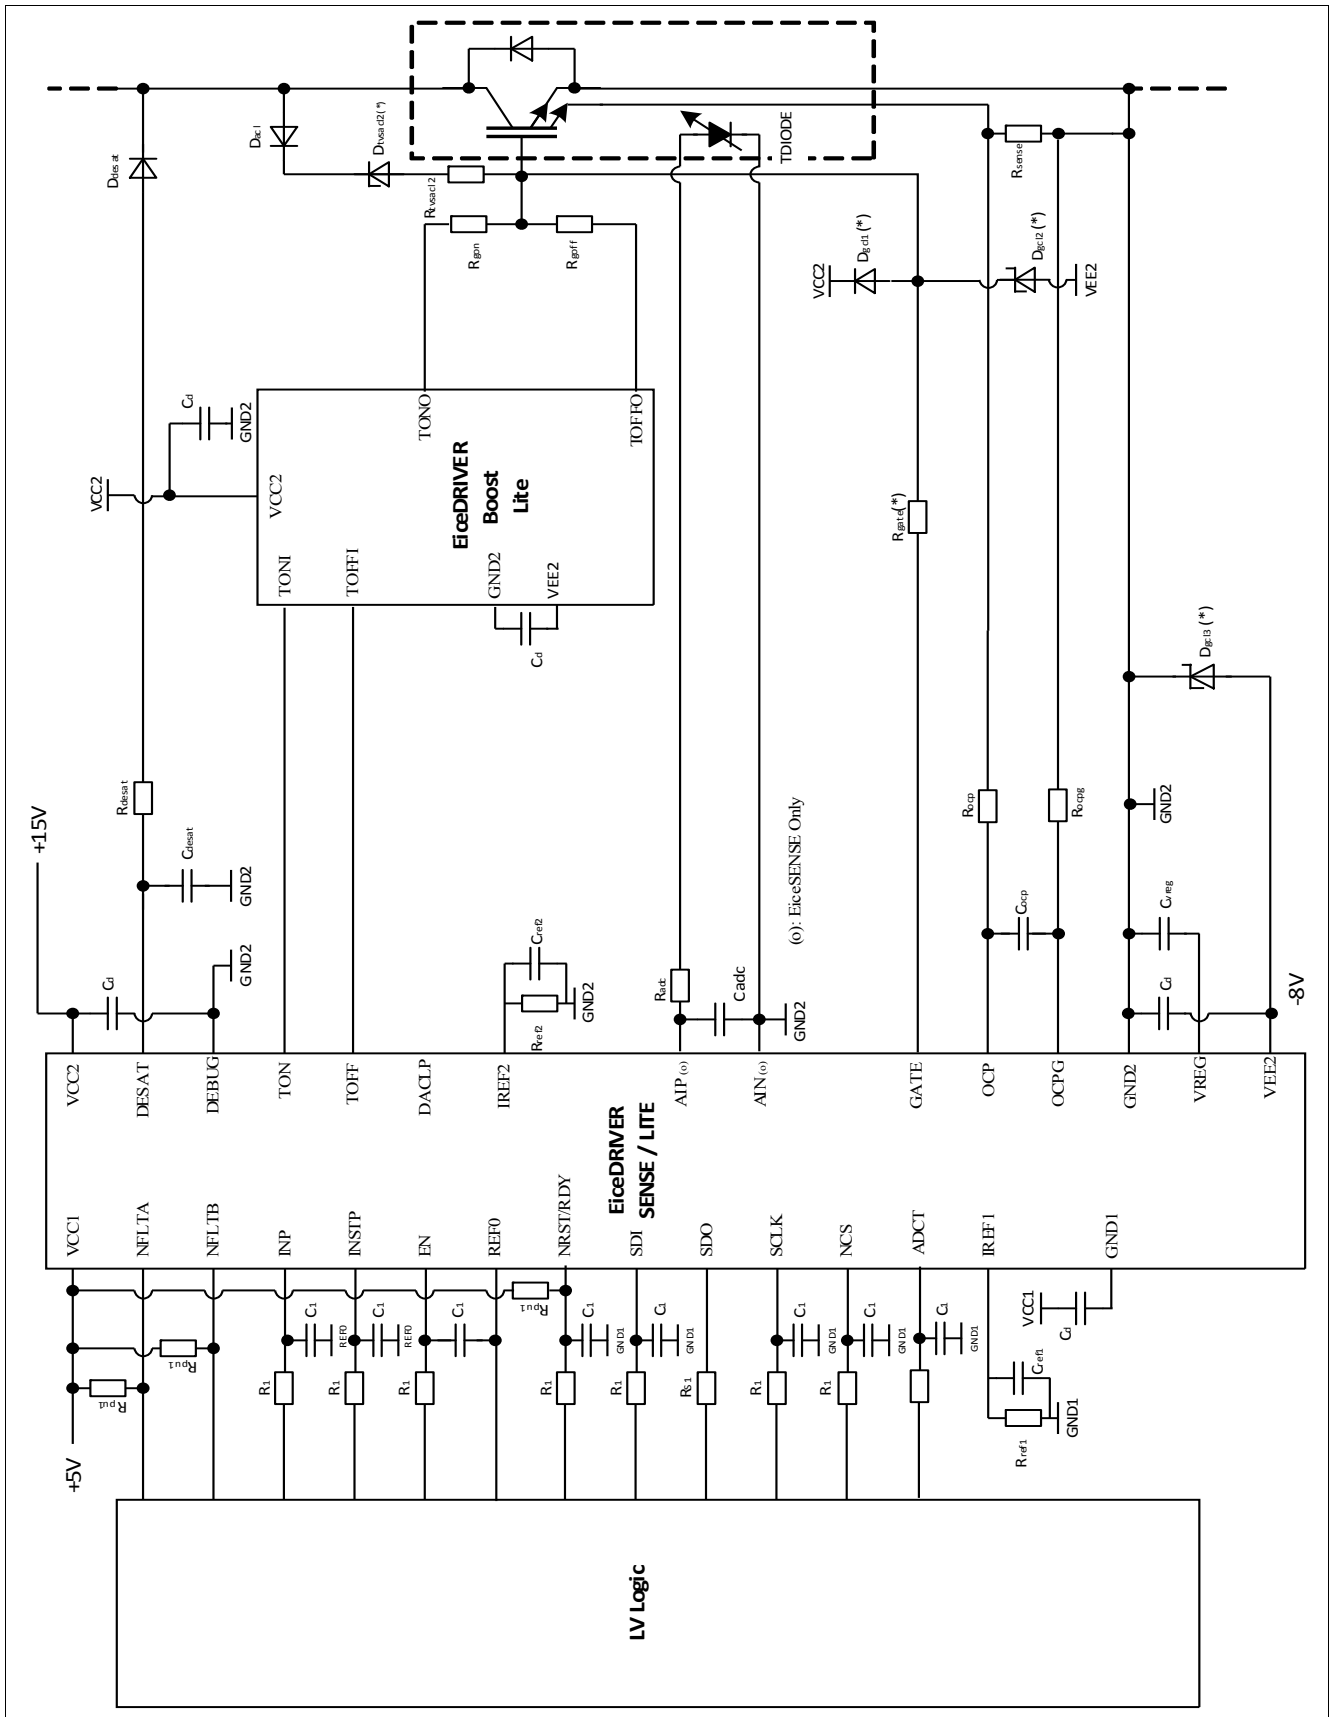 TDIODE
Dacl
Dtvsacl2(*)
Ddesat
Rtvsacl2
Rsense
Rgon
Rgoff
Dgcl1(*)
Dgcl2(*)
VCC2
VEE2
Cd
GND2
TONO
TOFFO
VCC2
VCC2
EiceDRIVER
Boost
Lite
TONI
TOFFI
GND2
VEE2
Cd
Rgate(*)
Dgcl3(*)
+15V
Rdesat
Cdesat
GND2
Rocp
Rocpg
GND2
(o): EiceSENSE Only
Cocp
Cvreg
Cd
GND2
Cref2
Rref2
GND2
Radc
Cadc
GND2
Cd
-8V
VCC2
DESAT
DEBUG
TON
TOFF
DACLP
IREF2
AIP (o)
AIN (o)
GATE
OCP
OCPG
GND2
VREG
VEE2
EiceDRIVER
SENSE / LITE
VCC1
NFLTA
NFLTB
INP
INSTP
EN
REF0
NRST/RDY
SDI
SDO
SCLK
NCS
ADCT
IREF1
GND1
Rpu1
Rpu1
Rpu1
C1
REF0
C1
REF0
C1
C1
GND1
C1
GND1
C1
GND1
C1
GND1
C1
GND1
VCC1
Cd
R1
R1
R1
R1
R1
Rs1
R1
R1
Cref1
Rref1
GND1
+5V
LV Logic